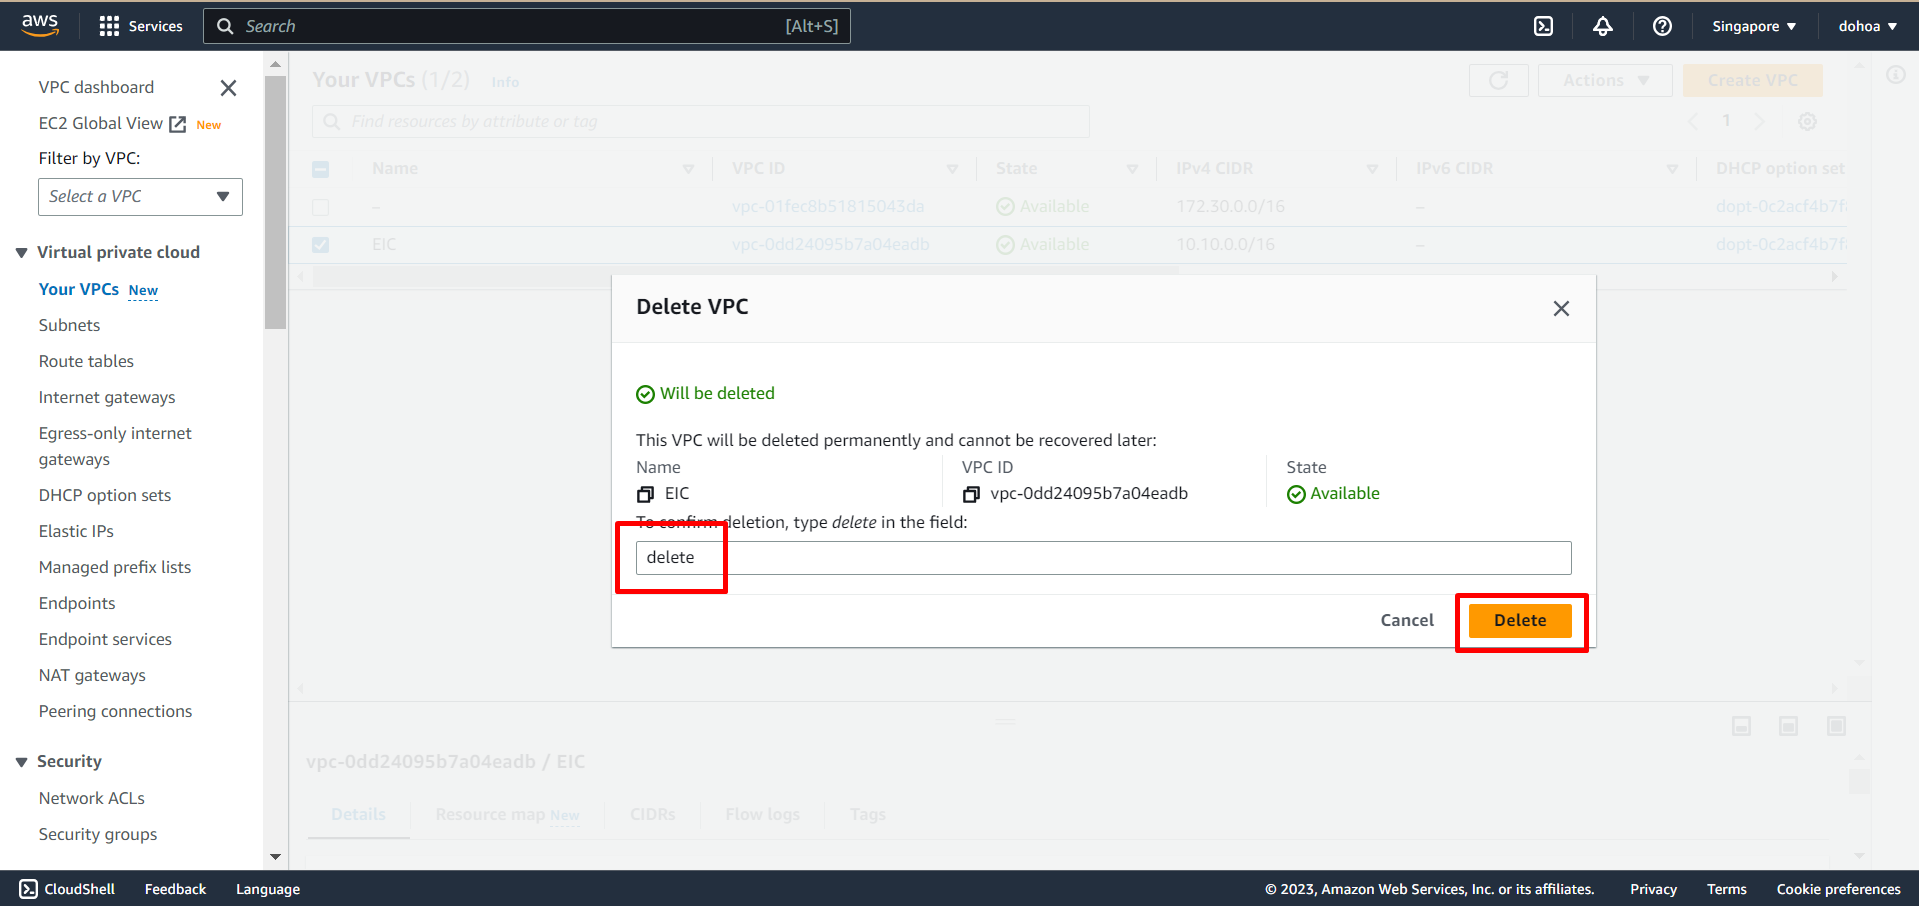 aws
Services
Search
[Alt+S]
Singapore
dohoa
VPC dashboard
EC2 Global View New
Filter by VPC:
Select a VPC
Virtual private cloud
Your VPCs New
Subnets
Route tables
Internet gateways
Egress-only internet
gateways
DHCP option sets
Elastic IPs
Managed prefix lists
Endpoints
Endpoint services
NAT gateways
Peering connections
Security
Network ACLs
Security groups
Your VPCs (1/2) Info
Actions
Create VPC
Find resources by attribute or tag
1
Name VPC ID State IPv4 CIDR IPv6 CIDR DHCP option set
– vpc-01fec8b51815043da Available 172.30.0.0/16 – dopt-0c2acf4b7f
EIC vpc-0dd24095b7a04eadb Available 10.10.0.0/16 – dopt-0c2acf4b7f
Delete VPC
Will be deleted
This VPC will be deleted permanently and cannot be recovered later:
Name VPC ID State
EIC vpc-0dd24095b7a04eadb Available
To confirm deletion, type delete in the field:
delete
Cancel Delete
vpc-0dd24095b7a04eadb / EIC
Details Resource map New CIDRs Flow logs Tags
CloudShell Feedback Language
© 2023, Amazon Web Services, Inc. or its affiliates. Privacy Terms Cookie preferences